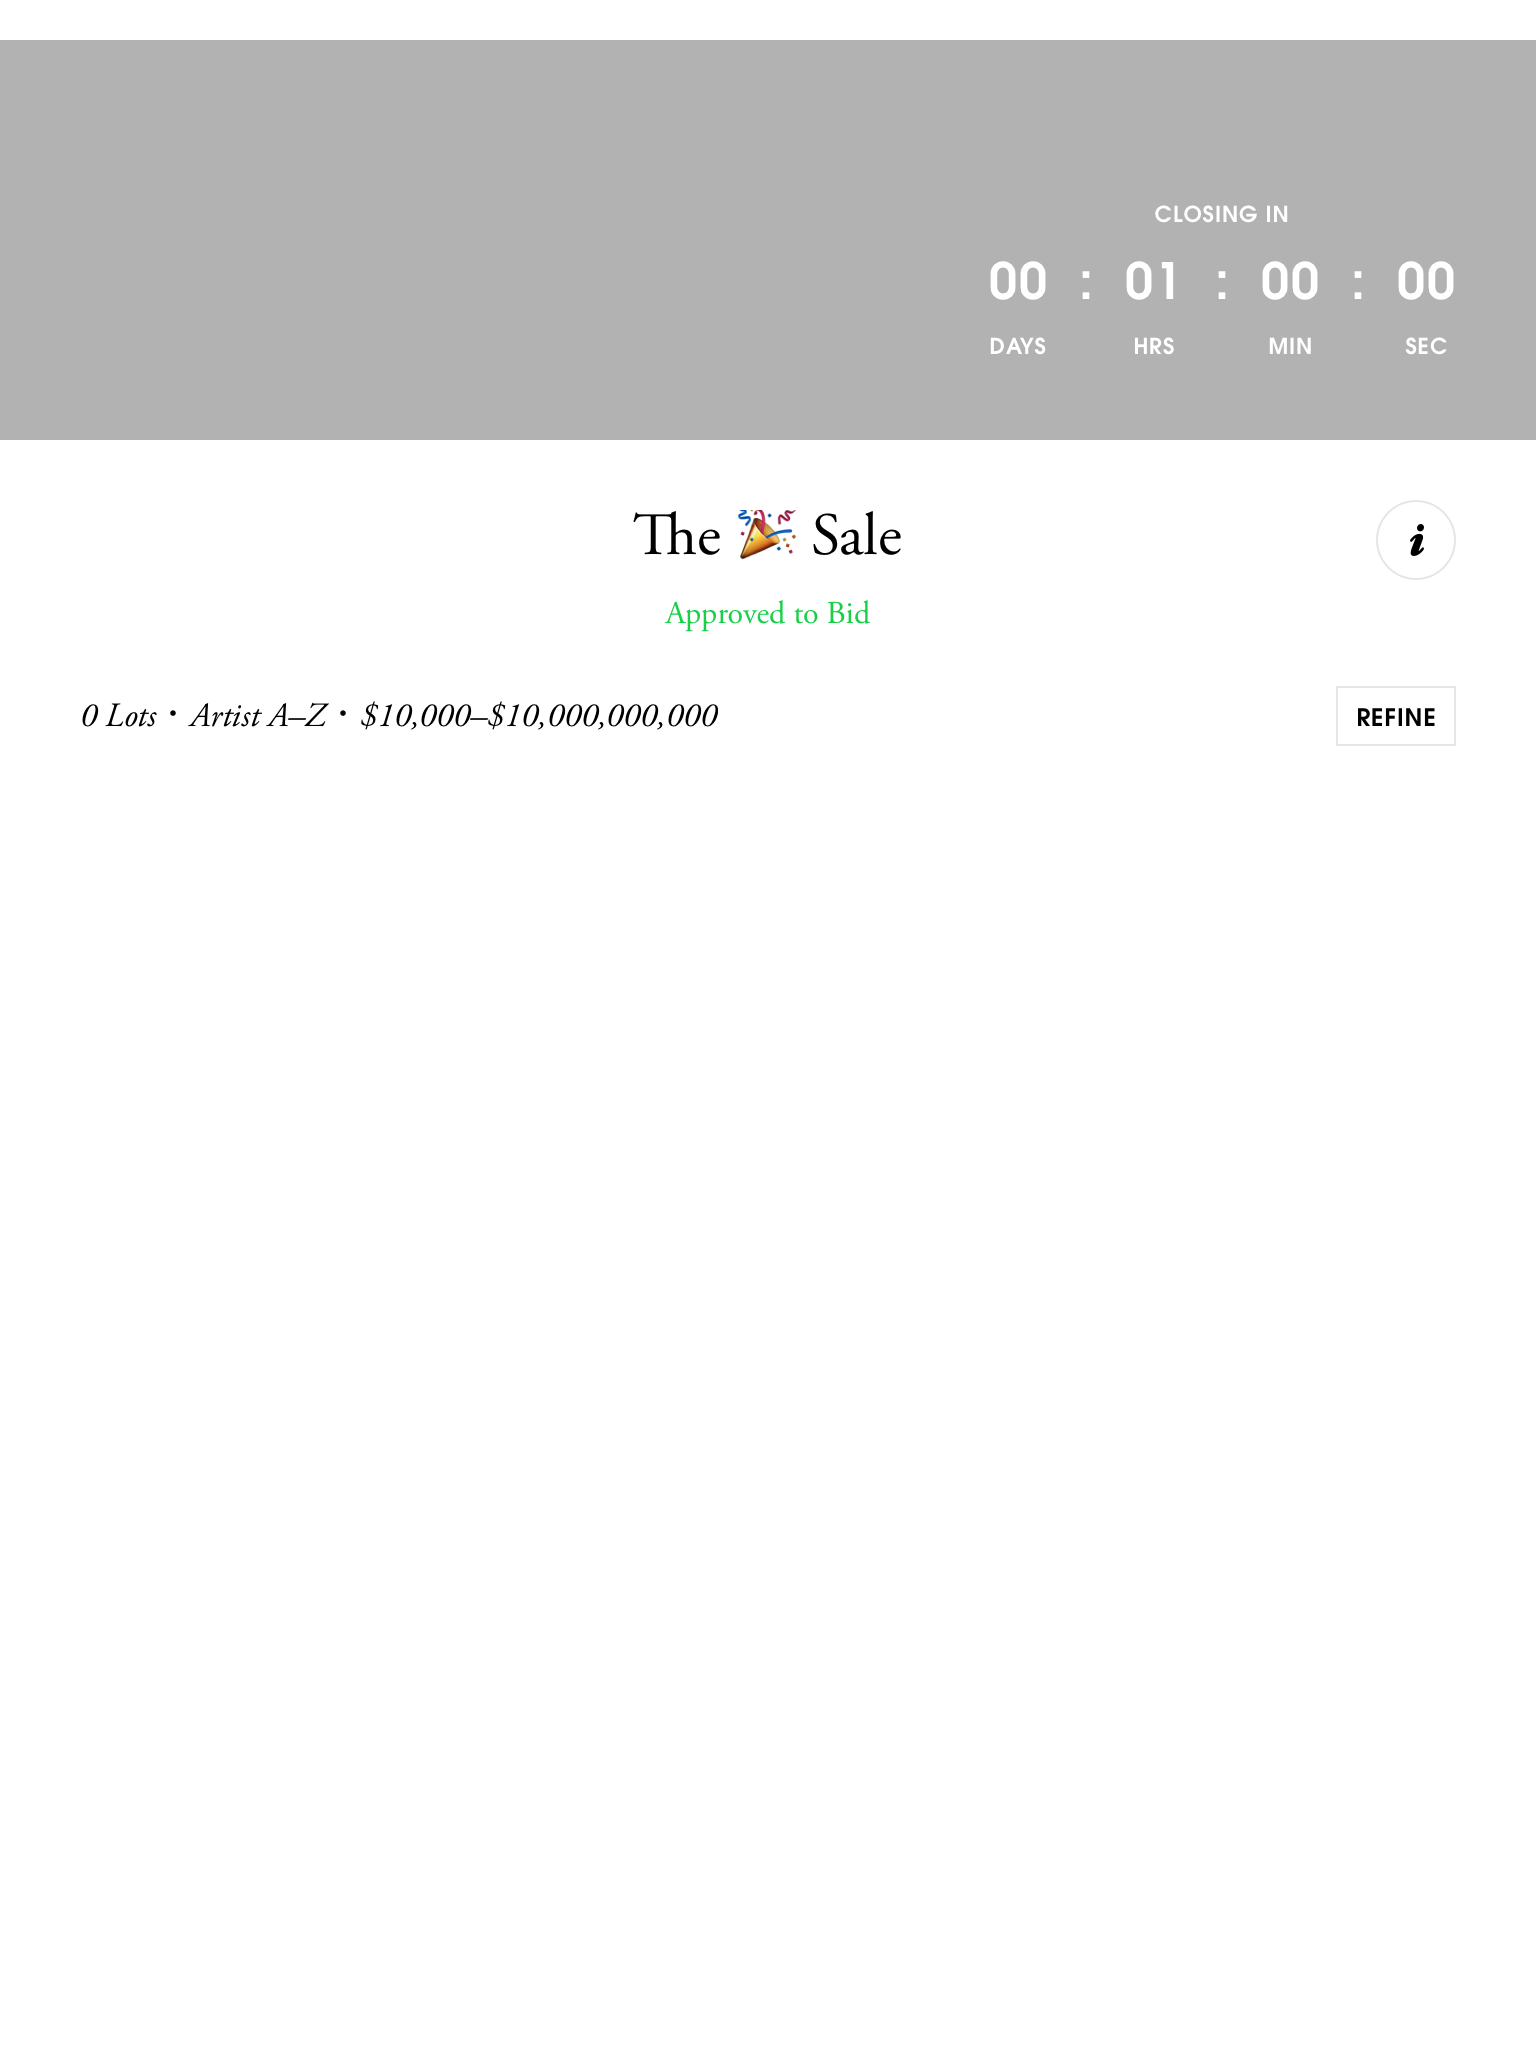 CLOSING IN
00 : 01 : 00 : 00
DAYS HRS MIN SEC
The 🎉 Sale
i
Approved to Bid
0 Lots • Artist A–Z • $10,000–$10,000,000,000
REFINE